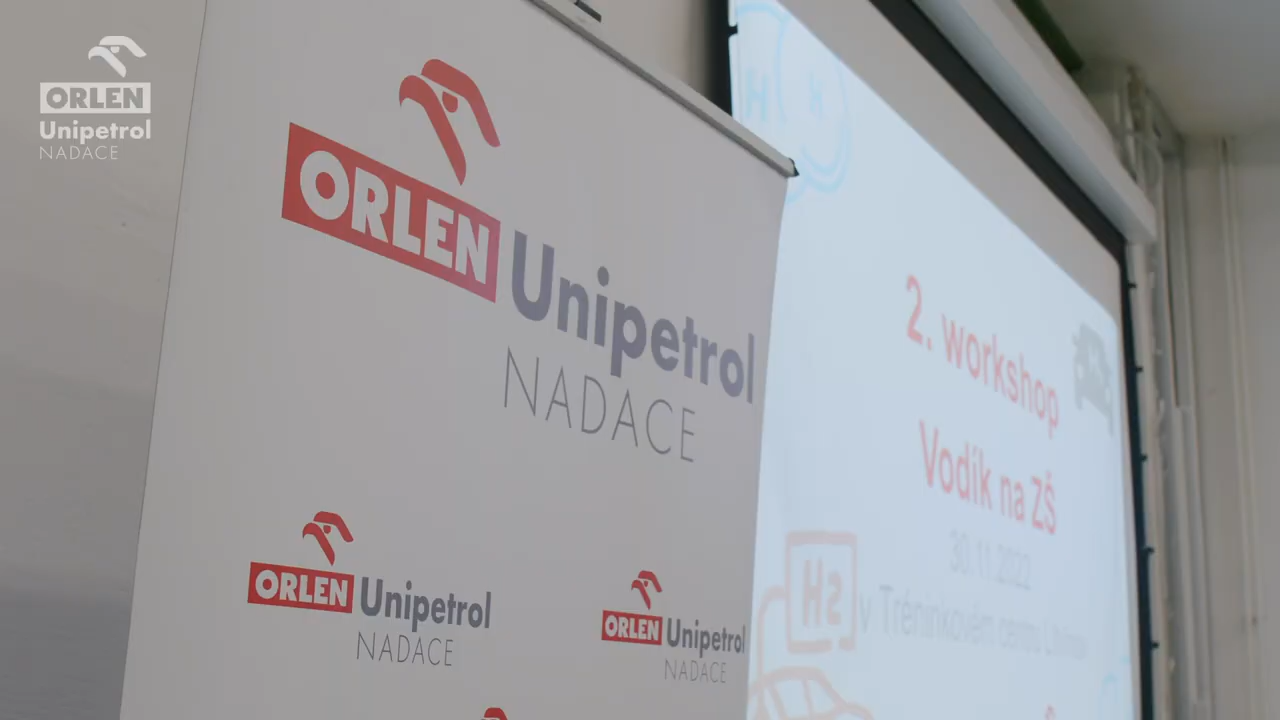 ORLEN
Unipetrol
NADACE
ORLEN Unipetrol
NADACE
ORLEN Unipetrol
NADACE
ORLEN Unipetrol
NADACE
H
2. workshop
Vodík na ZŠ
30.11.2022
v Tréninkovém centru
H2